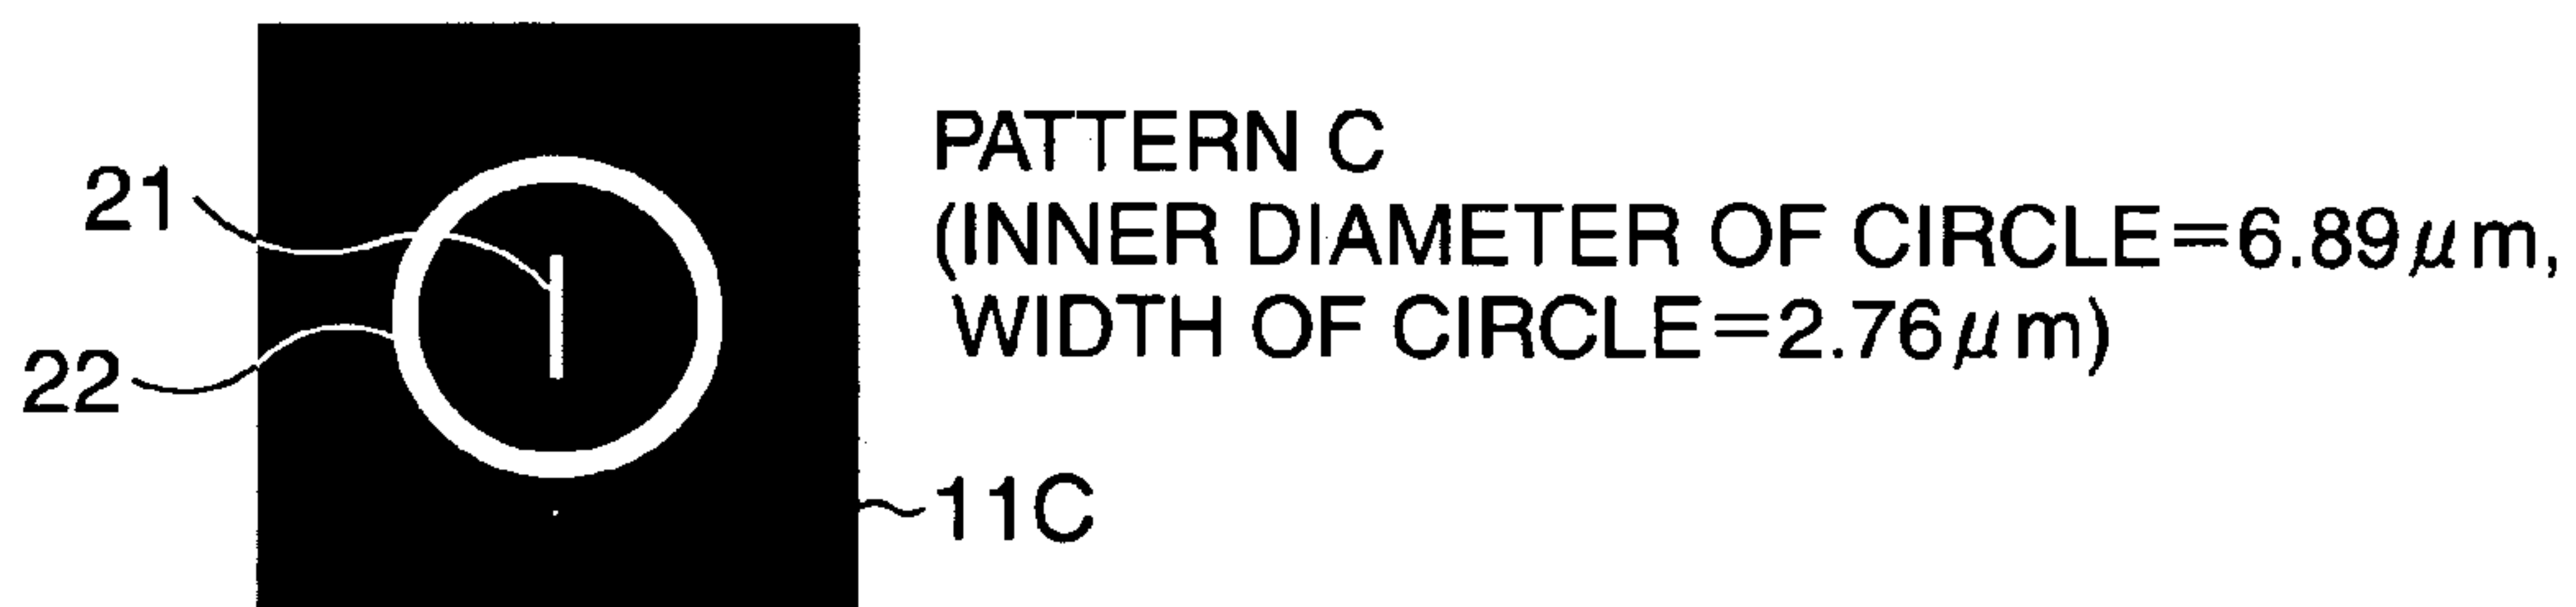 21
22
PATTERN C
(INNER DIAMETER OF CIRCLE=6.89μm,
WIDTH OF CIRCLE=2.76μm)
11C